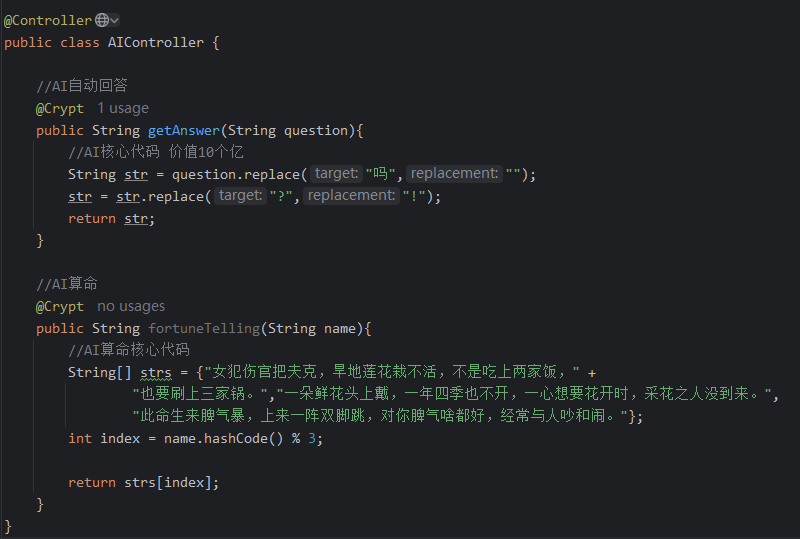 @Controller
public class AIController {
//AI自动回答
@Crypt 1 usage
public String getAnswer(String question){
//AI核心代码 价值10个亿
String str = question.replace( target: "吗", replacement: "");
str = str.replace( target: "?", replacement: "!");
return str;
}
//AI算命
@Crypt no usages
public String fortuneTelling(String name){
//AI算命核心代码
String[] strs = {"女犯伤官把夫克，旱地莲花栽不活，不是吃上两家饭，" +
"也要刷上三家锅。","一朵鲜花头上戴，一年四季也不开，一心想要花开时，采花之人没到来。",
"此命生来脾气暴，上来一阵双脚跳，对你脾气啥都好，经常与人吵和闹。"};
int index = name.hashCode() % 3;
return strs[index];
}
}